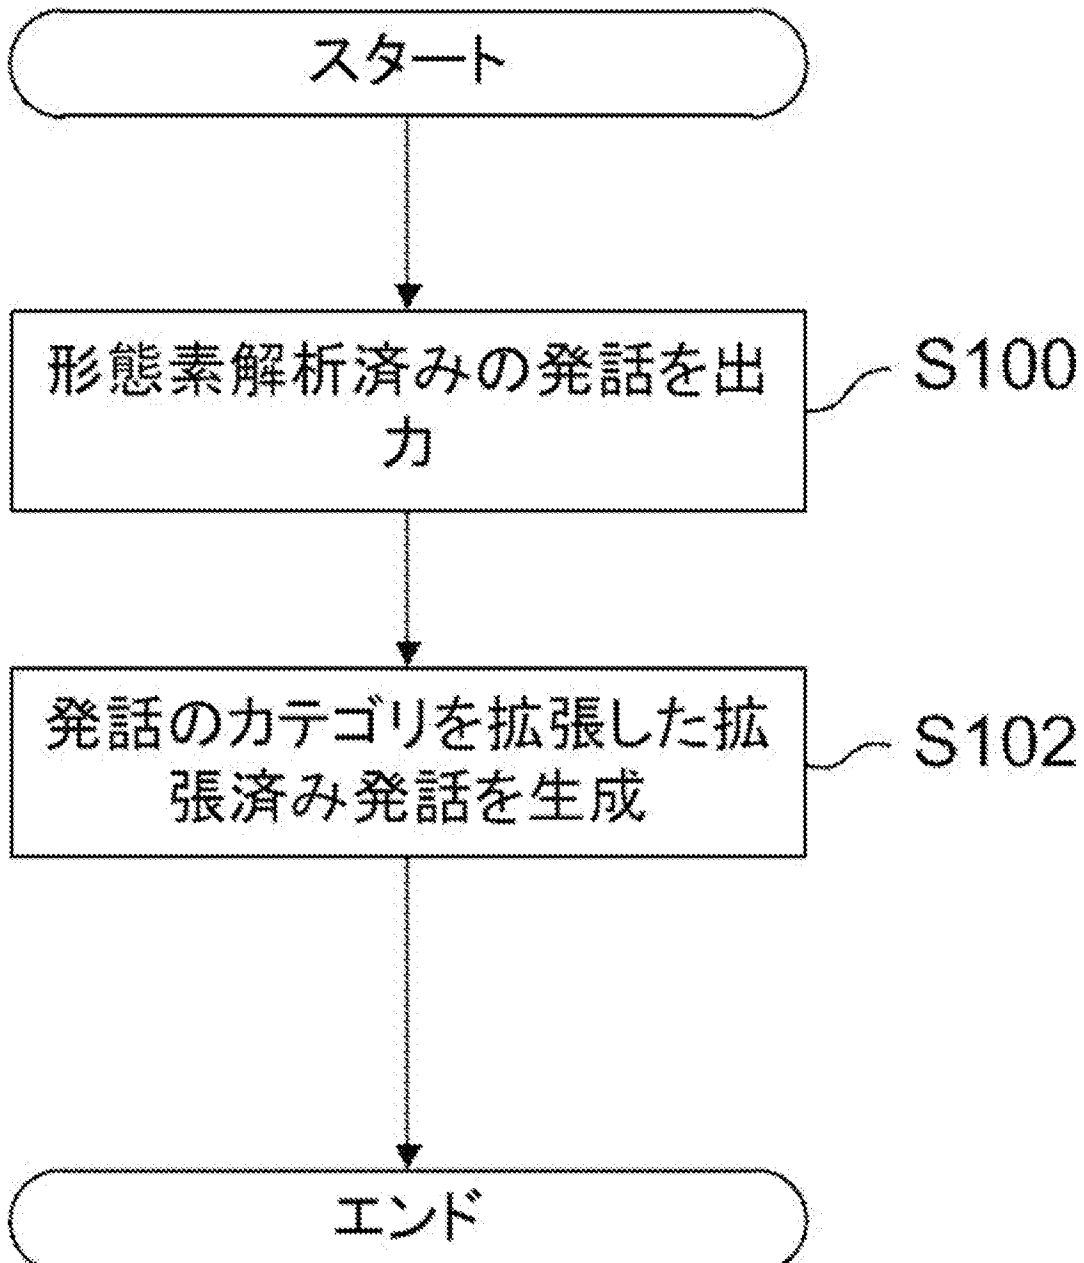 スタート
形態素解析済みの発話を出
力
S100
発話のカテゴリを拡張した拡
張済み発話を生成
S102
エンド